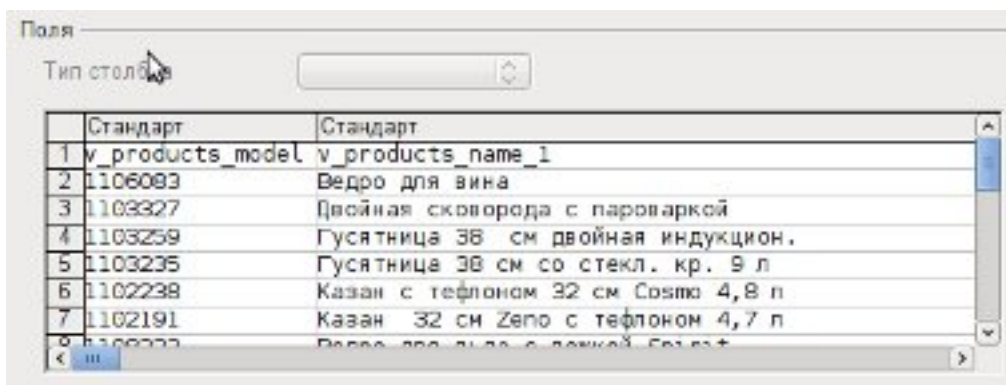 Поля
Тип столбца
Стандарт Стандарт
1 v_products_model v_products_name_1
2 1106083 Ведро для вина
3 1103327 Двойная сковорода с пароваркой
4 1103259 Гусятница 38 см двойная индукцион.
5 1103235 Гусятница 38 см со стекл. кр. 9 л
6 1102238 Казан с тефлоном 32 см Cosmo 4,8 л
7 1102191 Казан 32 см Zeno с тефлоном 4,7 л